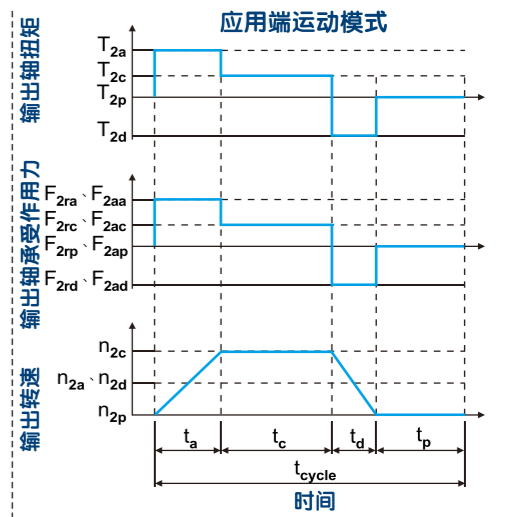 应用端运动模式
输出轴扭矩
T2a
T2c
T2p
T2d
输出轴承受作用力
F2ra、F2aa
F2rc、F2ac
F2rp、F2ap
F2rd、F2ad
输出转速
n2c
n2a、n2d
n2p
ta tc td tp
tcycle
时间